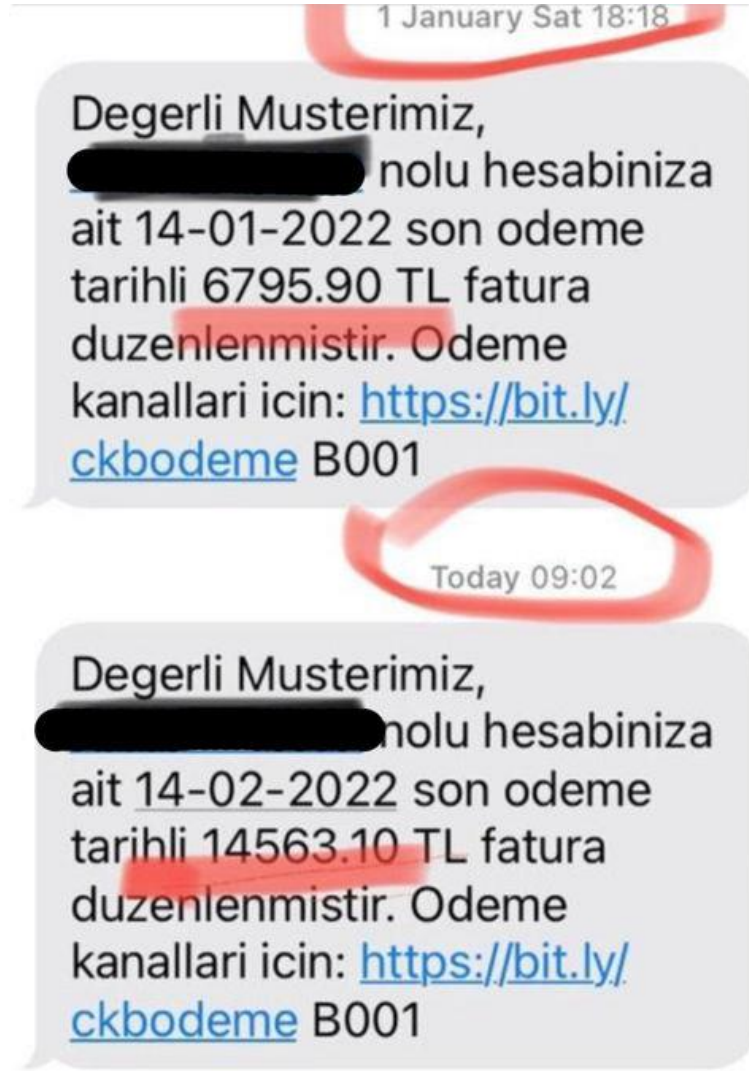 1 January Sat 18:18
Degerli Musterimiz,
nolu hesabiniza
ait 14-01-2022 son odeme
tarihli 6795.90 TL fatura
duzenlenmistir. Odeme
kanallari icin: https://bit.ly/
ckbodeme B001
Today 09:02
Degerli Musterimiz,
nolu hesabiniza
ait 14-02-2022 son odeme
tarihli 14563.10 TL fatura
duzenlenmistir. Odeme
kanallari icin: https://bit.ly/
ckbodeme B001